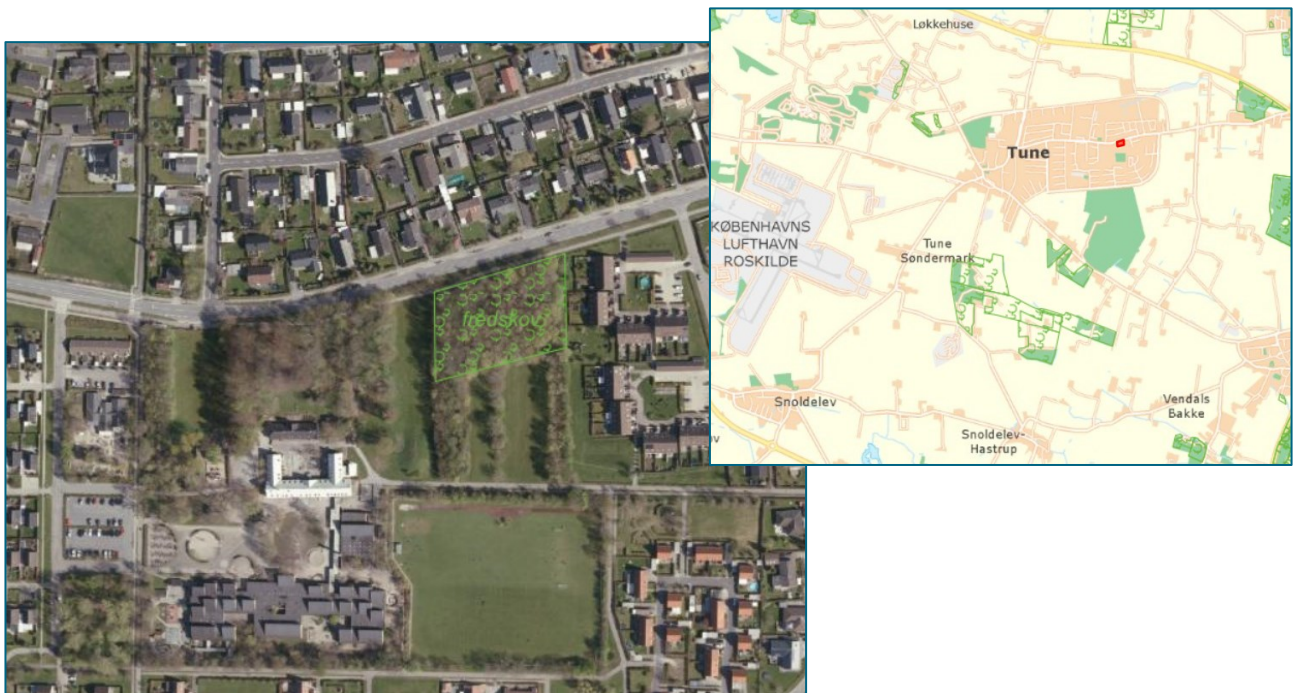 fredskov
Løkkehuse
Tune
KØBENHAVNS
LUFTHAVN
ROSKILDE
Tune
Søndermark
Snoldelev
Snoldelev-
Hastrup
Vendals
Bakke